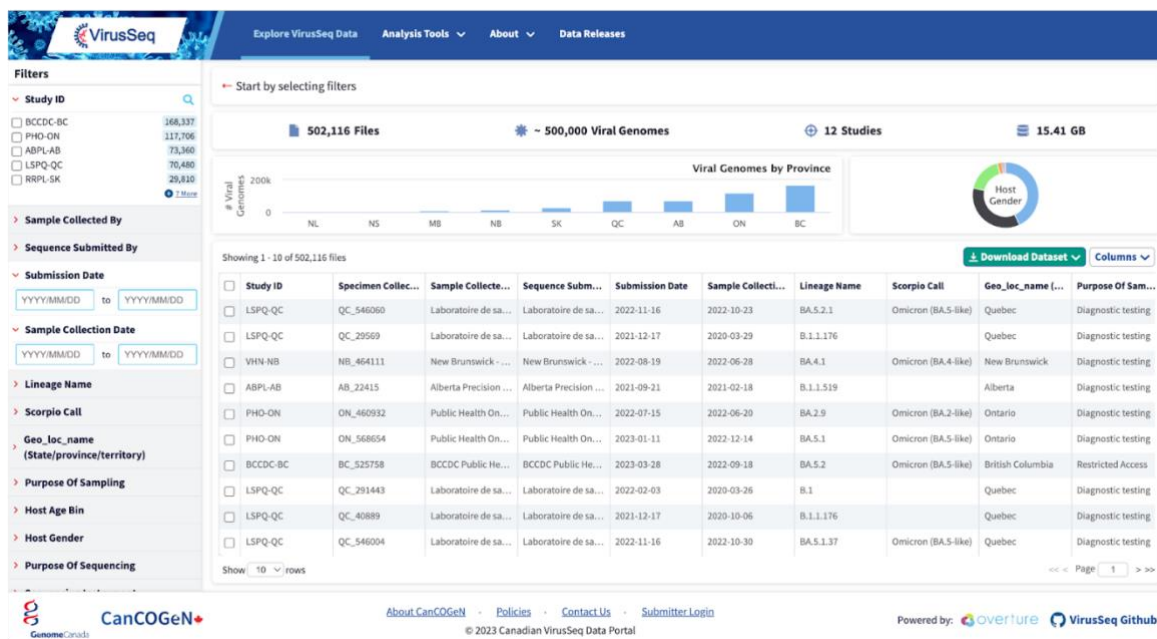 VirusSeq
Explore VirusSeq Data Analysis Tools About Data Releases
Filters
Study ID
BCCDC-BC 168,337
PHO-ON 117,706
ABPL-AB 73,360
LSPQ-QC 70,480
RRPL-SK 29,810
7 More
Sample Collected By
Sequence Submitted By
Submission Date
YYYY/MM/DD to YYYY/MM/DD
Sample Collection Date
YYYY/MM/DD to YYYY/MM/DD
Lineage Name
Scorpio Call
Geo_loc_name
(State/province/territory)
Purpose Of Sampling
Host Age Bin
Host Gender
Purpose Of Sequencing
← Start by selecting filters
502,116 Files ~ 500,000 Viral Genomes 12 Studies 15.41 GB
Viral Genomes by Province
# Viral
Genomes
200k
0
NL NS MB NB SK QC AB ON BC
Host
Gender
Showing 1 - 10 of 502,116 files Download Dataset Columns
Study ID Specimen Collec... Sample Collecte... Sequence Subm... Submission Date Sample Collecti... Lineage Name Scorpio Call Geo_loc_name (... Purpose Of Sam...
LSPQ-QC QC_546060 Laboratoire de sa... Laboratoire de sa... 2022-11-16 2022-10-23 BA.5.2.1 Omicron (BA.5-like) Quebec Diagnostic testing
LSPQ-QC QC_29569 Laboratoire de sa... Laboratoire de sa... 2021-12-17 2020-03-29 B.1.1.176 Quebec Diagnostic testing
VHN-NB NB_464111 New Brunswick - ... New Brunswick - ... 2022-08-19 2022-06-28 BA.4.1 Omicron (BA.4-like) New Brunswick Diagnostic testing
ABPL-AB AB_22415 Alberta Precision ... Alberta Precision ... 2021-09-21 2021-02-18 B.1.1.519 Alberta Diagnostic testing
PHO-ON ON_460932 Public Health On... Public Health On... 2022-07-15 2022-06-20 BA.2.9 Omicron (BA.2-like) Ontario Diagnostic testing
PHO-ON ON_568654 Public Health On... Public Health On... 2023-01-11 2022-12-14 BA.5.1 Omicron (BA.5-like) Ontario Diagnostic testing
BCCDC-BC BC_525758 BCCDC Public He... BCCDC Public He... 2023-03-28 2022-09-18 BA.5.2 Omicron (BA.5-like) British Columbia Restricted Access
LSPQ-QC QC_291443 Laboratoire de sa... Laboratoire de sa... 2022-02-03 2020-03-26 B.1 Quebec Diagnostic testing
LSPQ-QC QC_40889 Laboratoire de sa... Laboratoire de sa... 2021-12-17 2020-10-06 B.1.1.176 Quebec Diagnostic testing
LSPQ-QC QC_546004 Laboratoire de sa... Laboratoire de sa... 2022-11-16 2022-10-30 BA.5.1.37 Omicron (BA.5-like) Quebec Diagnostic testing
Show 10 rows << < Page 1 > >>
GenomeCanada CanCOGeN
About CanCOGeN · Policies · Contact Us · Submitter Login
© 2023 Canadian VirusSeq Data Portal
Powered by: overture VirusSeq Github